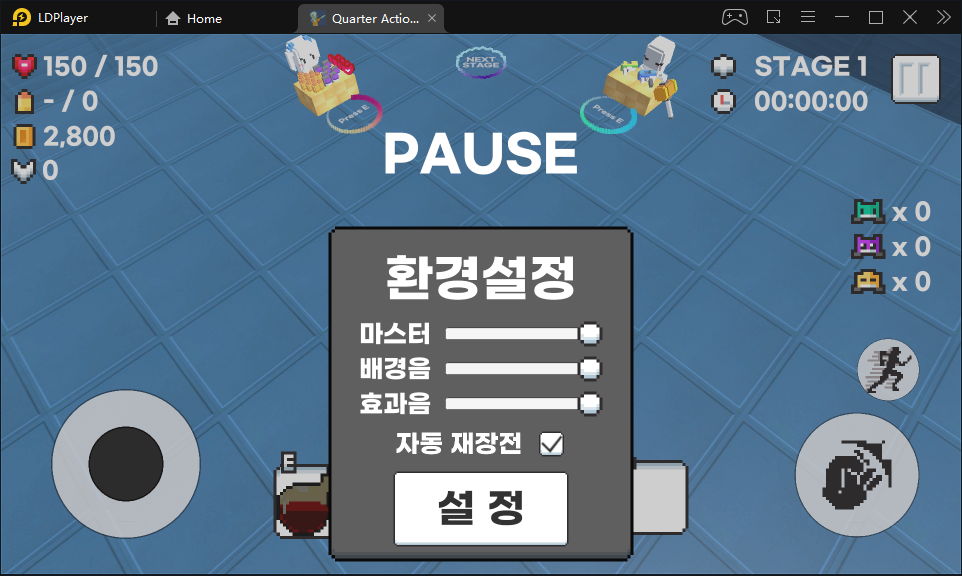 LDPlayer
Home
Quarter Actio...
150 / 150
- / 0
2,800
0
NEXT
STAGE
Press E
Press E
STAGE 1
00:00:00
PAUSE
x 0
x 0
x 0
환경설정
마스터
배경음
효과음
자동 재장전
설 정
E